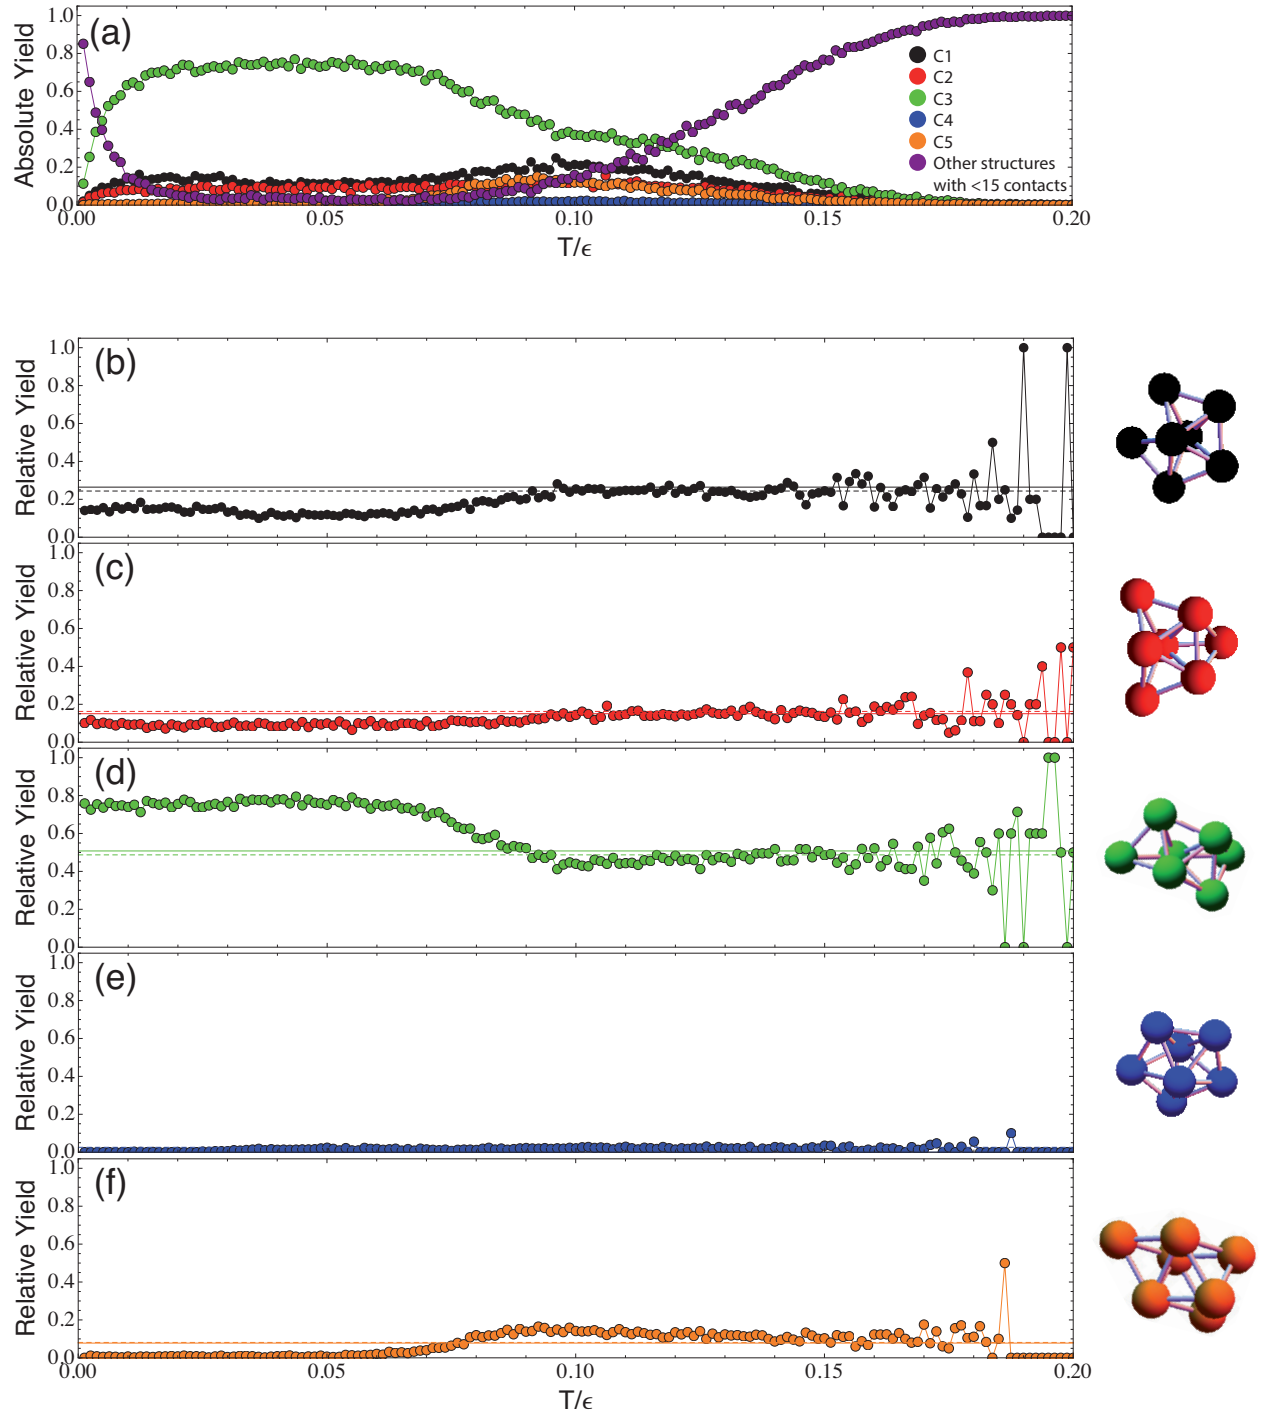 (a)
Absolute Yield
1.0
0.8
0.6
0.4
0.2
0.0
C1
C2
C3
C4
C5
Other structures
with <15 contacts
0.00
0.05
0.10
0.15
0.20
T/ϵ
(b)
Relative Yield
1.0
0.8
0.6
0.4
0.2
0.0
(c)
Relative Yield
1.0
0.8
0.6
0.4
0.2
0.0
(d)
Relative Yield
1.0
0.8
0.6
0.4
0.2
0.0
(e)
Relative Yield
1.0
0.8
0.6
0.4
0.2
0.0
(f)
Relative Yield
1.0
0.8
0.6
0.4
0.2
0.00
0.05
0.10
0.15
0.20
T/ϵ